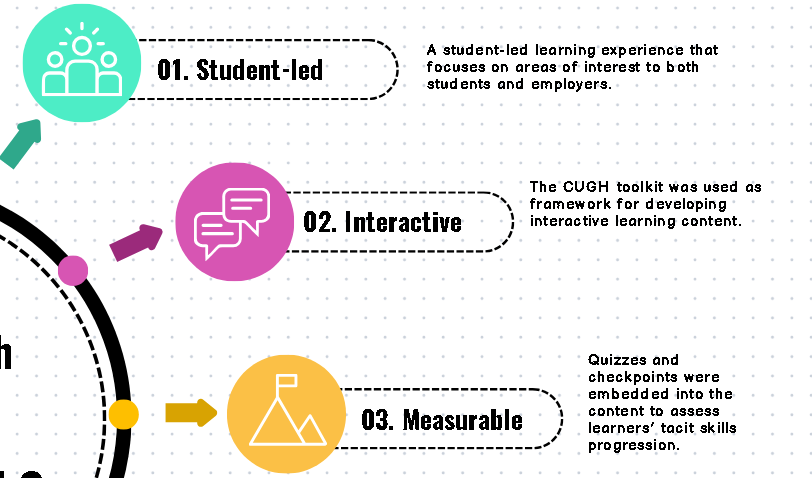 01. Student-led
A student-led learning experience that
focuses on areas of interest to both
students and employers.
02. Interactive
The CUGH toolkit was used as
framework for developing
interactive learning content.
h
03. Measurable
Quizzes and
checkpoints were
embedded into the
content to assess
learners' tacit skills
progression.